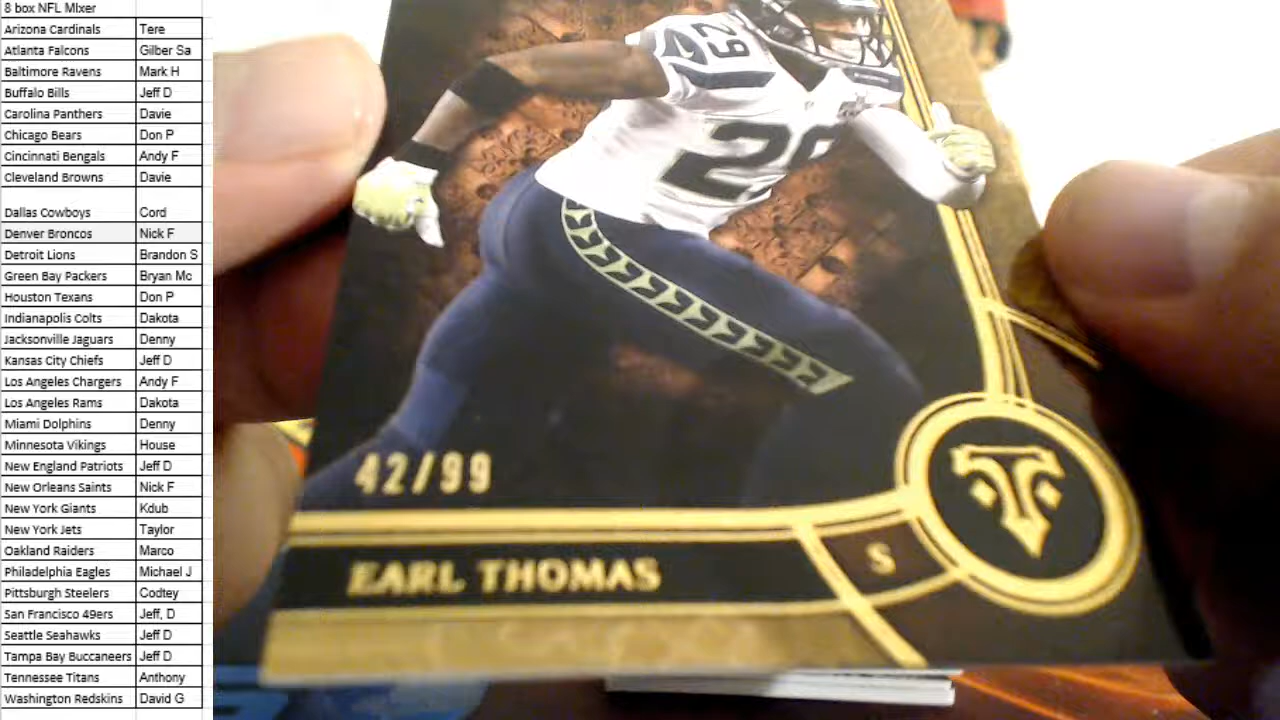 8 box NFL MIxer
Arizona Cardinals Tere
Atlanta Falcons Gilber Sa
Baltimore Ravens Mark H
Buffalo Bills Jeff D
Carolina Panthers Davie
Chicago Bears Don P
Cincinnati Bengals Andy F
Cleveland Browns Davie
Dallas Cowboys Cord
Denver Broncos Nick F
Detroit Lions Brandon S
Green Bay Packers Bryan Mc
Houston Texans Don P
Indianapolis Colts Dakota
Jacksonville Jaguars Denny
Kansas City Chiefs Jeff D
Los Angeles Chargers Andy F
Los Angeles Rams Dakota
Miami Dolphins Denny
Minnesota Vikings House
New England Patriots Jeff D
New Orleans Saints Nick F
New York Giants Kdub
New York Jets Taylor
Oakland Raiders Marco
Philadelphia Eagles Michael J
Pittsburgh Steelers Codtey
San Francisco 49ers Jeff, D
Seattle Seahawks Jeff D
Tampa Bay Buccaneers Jeff D
Tennessee Titans Anthony
Washington Redskins David G
29
29
42/99
EARL THOMAS
S